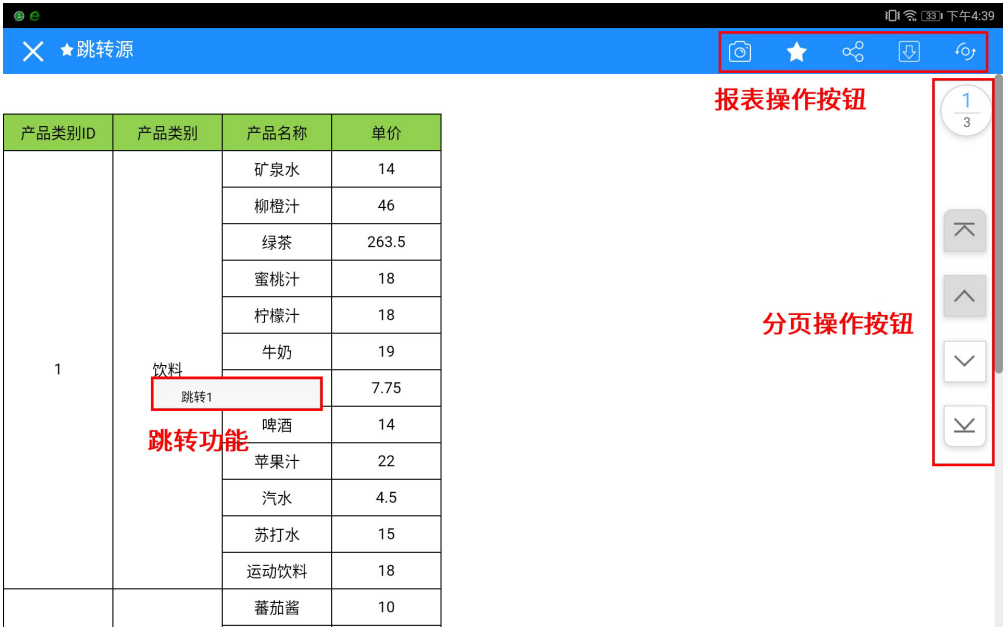 33 下午4:39
★跳转源
报表操作按钮
1
3
产品类别ID 产品类别 产品名称 单价
矿泉水 14
柳橙汁 46
绿茶 263.5
蜜桃汁 18
柠檬汁 18
分页操作按钮
牛奶 19
1 饮料
跳转1 7.75
啤酒 14
跳转功能
苹果汁 22
汽水 4.5
苏打水 15
运动饮料 18
蕃茄酱 10